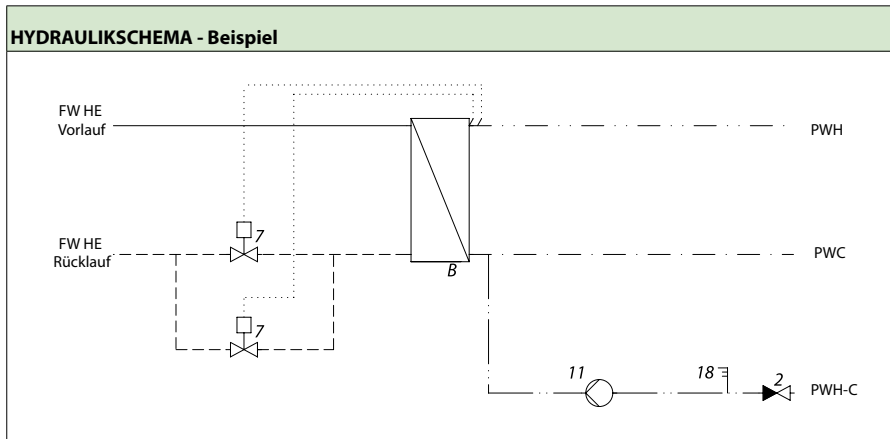 HYDRAULIKSCHEMA - Beispiel
FW HE
Vorlauf
PWH
7
FW HE
Rücklauf
B
PWC
7
11
18
2
PWH-C